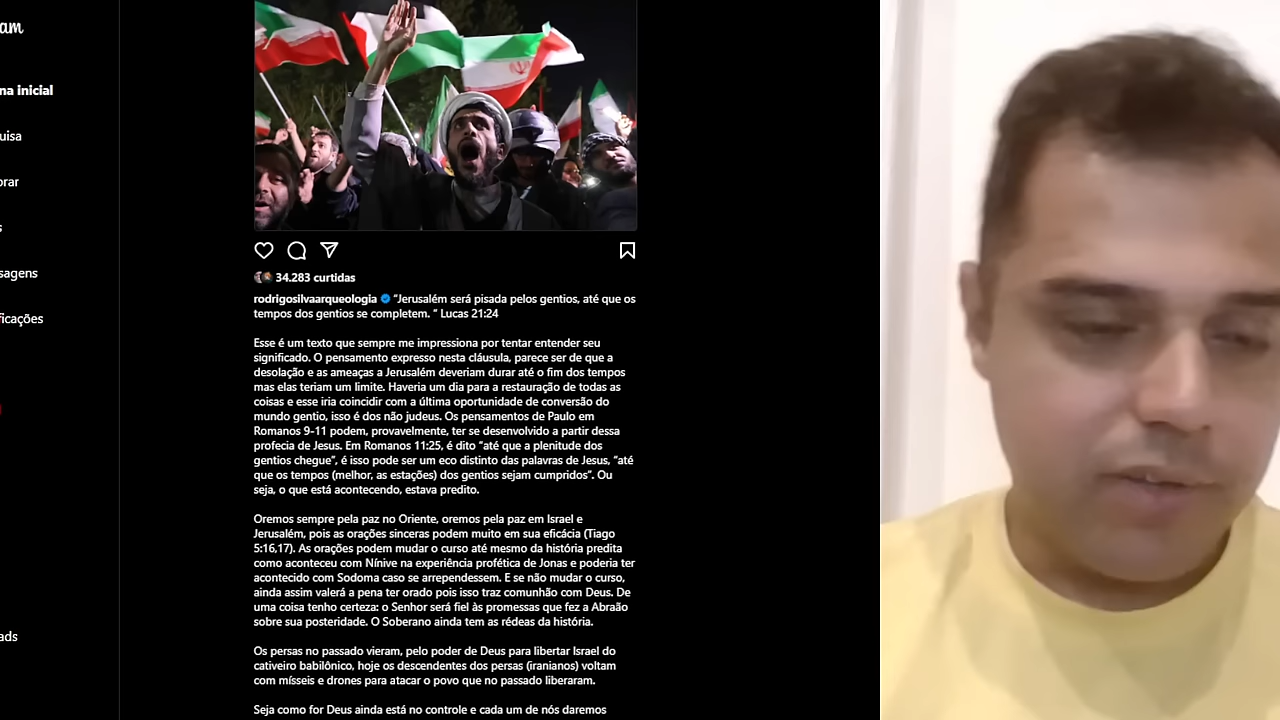 am
na inicial
uisa
orar
s
sagens
ficações
ads
34.283 curtidas
rodrigosilvaarqueologia "Jerusalém será pisada pelos gentios, até que os
tempos dos gentios se completem. " Lucas 21:24
Esse é um texto que sempre me impressiona por tentar entender seu
significado. O pensamento expresso nesta cláusula, parece ser de que a
desolação e as ameaças a Jerusalém deveriam durar até o fim dos tempos
mas elas teriam um limite. Haveria um dia para a restauração de todas as
coisas e esse iria coincidir com a última oportunidade de conversão do
mundo gentio, isso é dos não judeus. Os pensamentos de Paulo em
Romanos 9-11 podem, provavelmente, ter se desenvolvido a partir dessa
profecia de Jesus. Em Romanos 11:25, é dito "até que a plenitude dos
gentios chegue", é isso pode ser um eco distinto das palavras de Jesus, "até
que os tempos (melhor, as estações) dos gentios sejam cumpridos". Ou
seja, o que está acontecendo, estava predito.
Oremos sempre pela paz no Oriente, oremos pela paz em Israel e
Jerusalém, pois as orações sinceras podem muito em sua eficácia (Tiago
5:16,17). As orações podem mudar o curso até mesmo da história predita
como aconteceu com Nínive na experiência profética de Jonas e poderia ter
acontecido com Sodoma caso se arrependessem. E se não mudar o curso,
ainda assim valerá a pena ter orado pois isso traz comunhão com Deus. De
uma coisa tenho certeza: o Senhor será fiel às promessas que fez a Abraão
sobre sua posteridade. O Soberano ainda tem as rédeas da história.
Os persas no passado vieram, pelo poder de Deus para libertar Israel do
cativeiro babilônico, hoje os descendentes dos persas (iranianos) voltam
com mísseis e drones para atacar o povo que no passado liberaram.
Seja como for Deus ainda está no controle e cada um de nós daremos